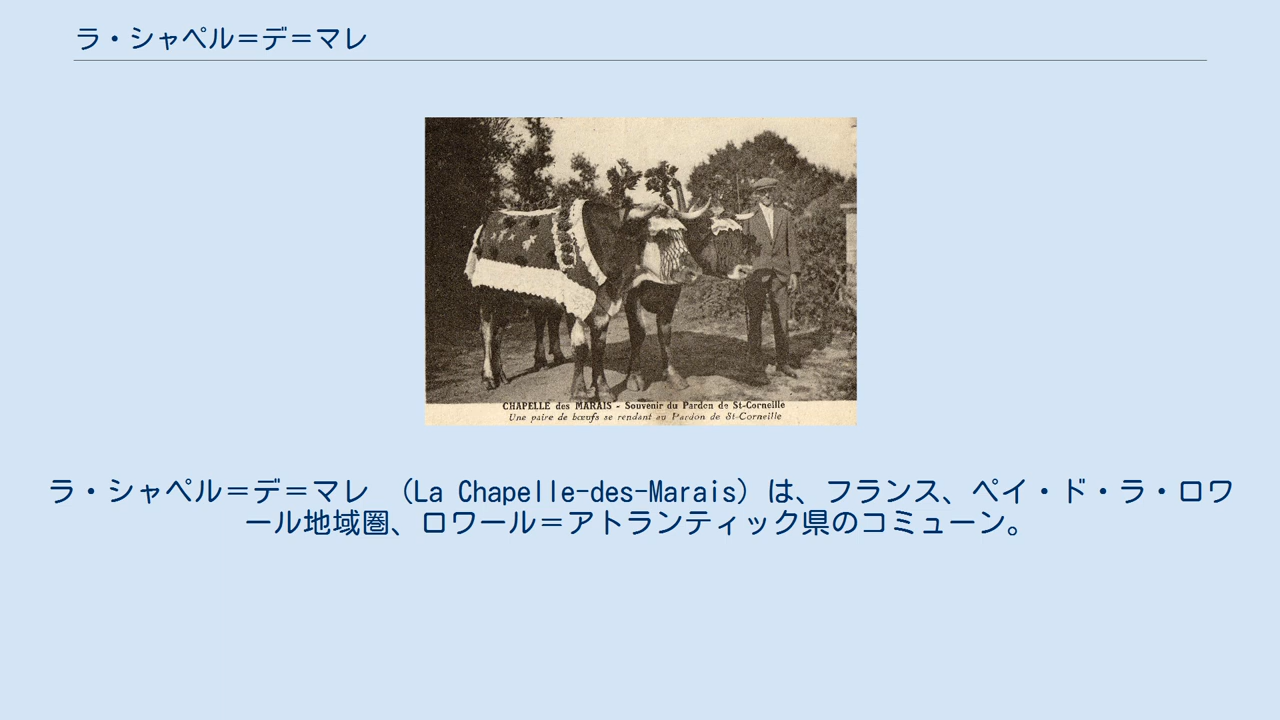 ラ・シャペル＝デ＝マレ
CHAPELLE des MARAIS - Souvenir du Pardon de St-Corneille
Une paire de bœufs se rendant au Pardon de St-Corneille
ラ・シャペル＝デ＝マレ （La Chapelle-des-Marais）は、フランス、ペイ・ド・ラ・ロワ
ール地域圏、ロワール＝アトランティック県のコミューン。